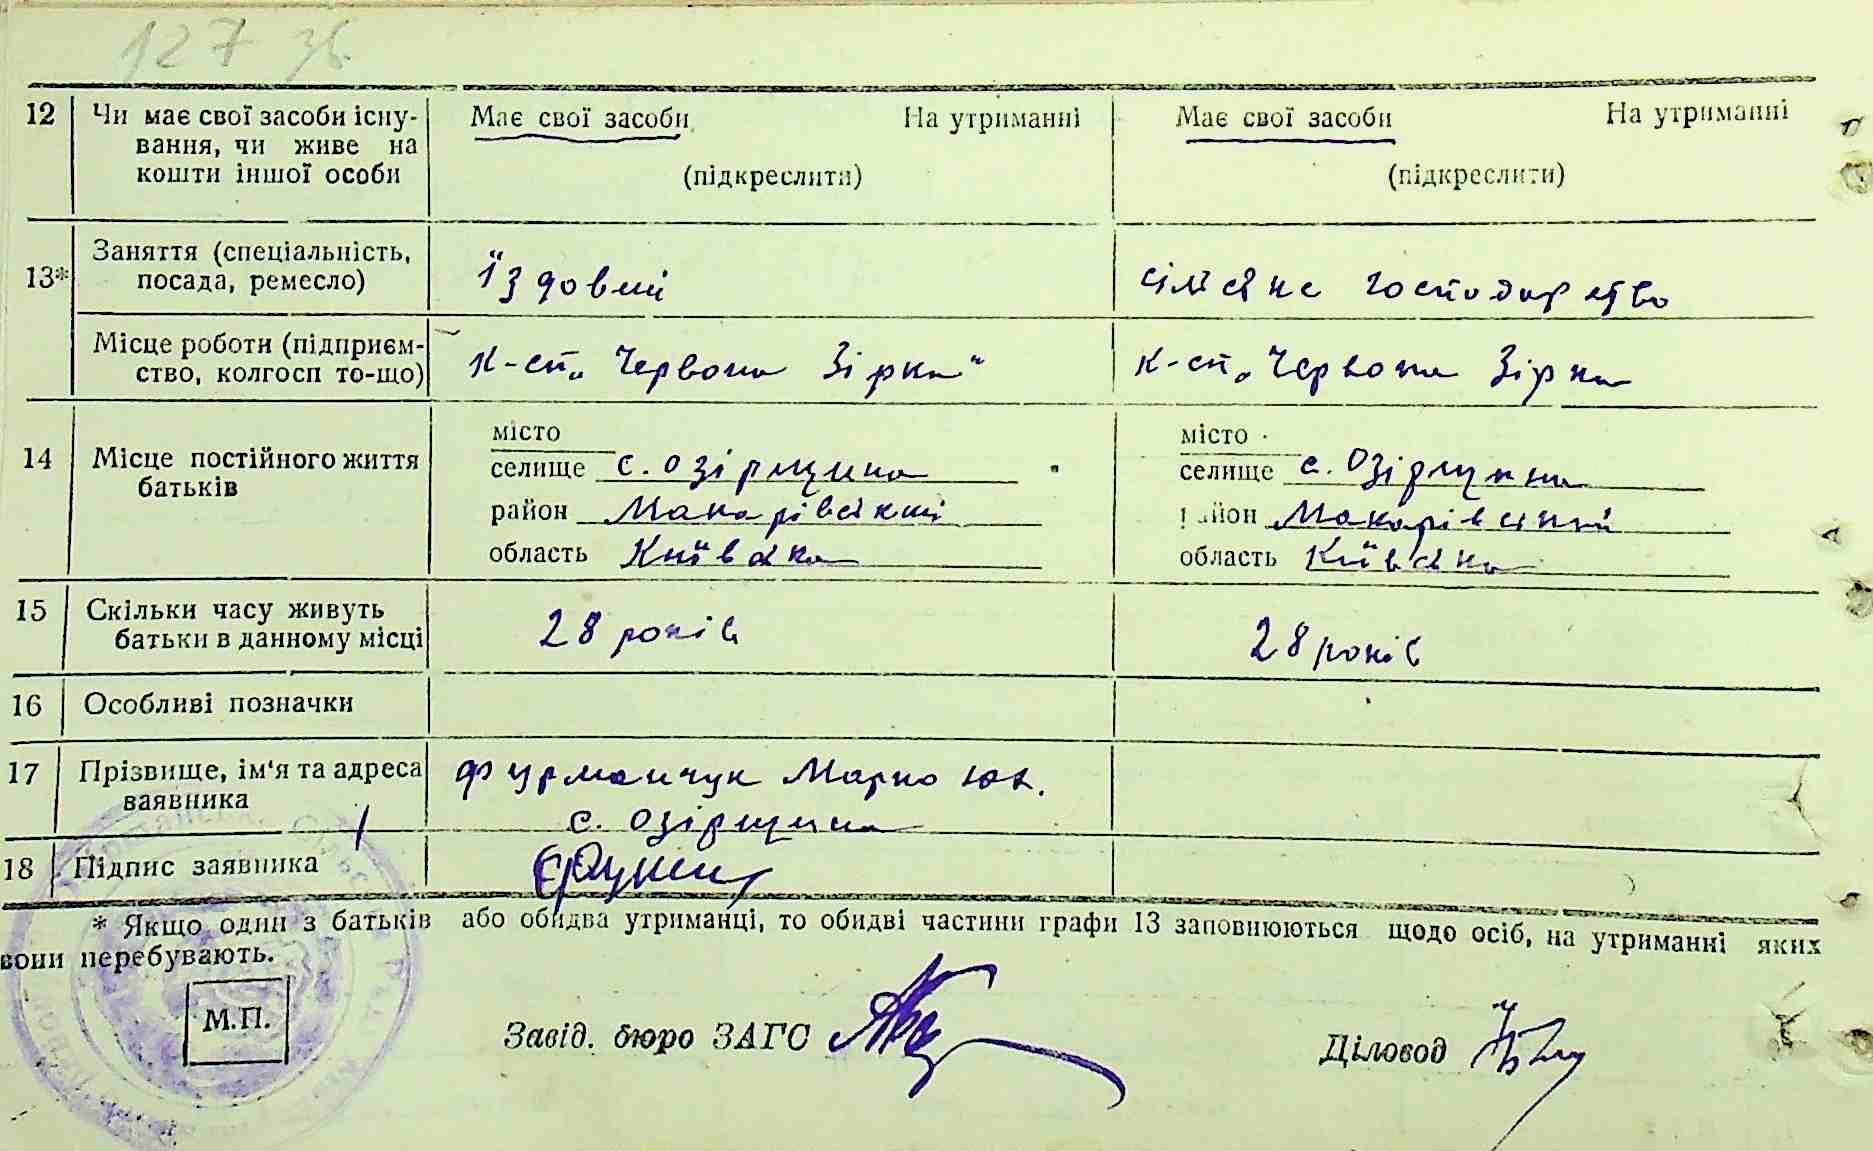 127 зб.
12 Чи має свої засоби існу- Має свої засоби На утриманні Має свої засоби На утриманні
вання, чи живе на
кошти іншої особи (підкреслити) (підкреслити)
Заняття (спеціальність,
13* посада, ремесло) їздовий сільське господарство
Місце роботи (підприєм- К-сп „Червона Зірка" К-сп „Червона Зірка
ство, колгосп то-що)
місто місто
14 Місце постійного життя селище с. Озірщина селище с. Озірщина
батьків район Макарівський район Макарівський
область Київська область Київська
15 Скільки часу живуть 28 років 28 років
батьки в данному місці
16 Особливі позначки
17 Прізвище, ім'я та адреса Фурманчук Марко
заявника с. Озірщина
18 Підпис заявника
* Якщо один з батьків або обидва утриманці, то обидві частини графи 13 заповнюються щодо осіб, на утриманні яких
вони перебувають.
М.П.
Завід. бюро ЗАГС Діловод